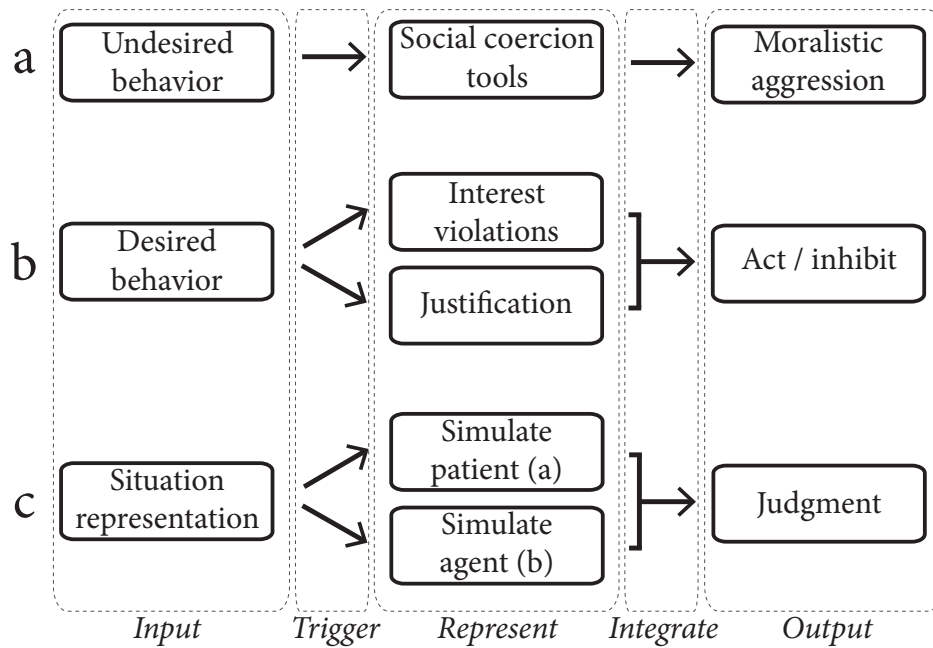 a
Undesired
behavior
Social coercion
tools
Moralistic
aggression
b
Desired
behavior
Interest
violations
Justification
Act / inhibit
c
Situation
representation
Simulate
patient (a)
Simulate
agent (b)
Judgment
Input
Trigger
Represent
Integrate
Output